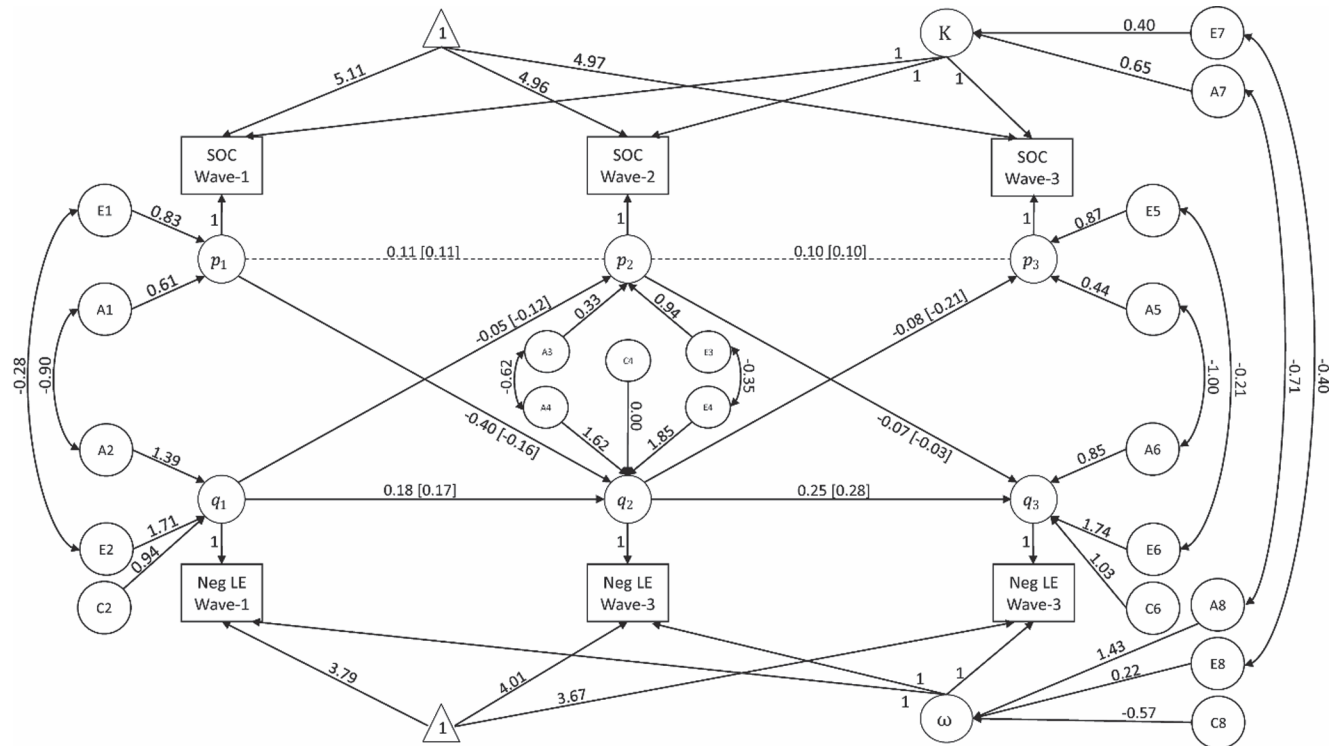 1
K
0.40
E7
0.65
A7
5.11
4.96
4.97
1
1
1
SOC
Wave-1
SOC
Wave-2
SOC
Wave-3
E1
0.83
1
1
1
0.87
E5
p₁
0.11 [0.11]
p₂
0.10 [0.10]
p₃
A1
0.61
-0.05 [-0.12]
0.33
0.94
-0.08 [-0.21]
0.44
A5
-0.28
-0.90
-0.62
A3
C4
E3
-0.35
-1.00
-0.21
-0.71
-0.40
A4
0.00
E4
-0.40 [-0.16]
1.62
1.85
-0.07 [-0.03]
A2
1.39
0.85
A6
q₁
0.18 [0.17]
q₂
0.25 [0.28]
q₃
E2
1.71
0.94
C2
1
1
1
1.74
E6
1.03
C6
Neg LE
Wave-1
Neg LE
Wave-3
Neg LE
Wave-3
A8
1.43
E8
0.22
3.79
4.01
3.67
1
1
1
ω
-0.57
C8